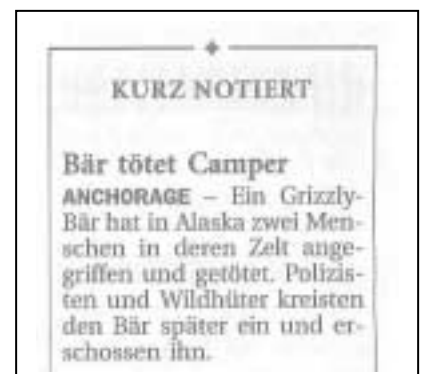 KURZ NOTIERT
Bär tötet Camper
ANCHORAGE – Ein Grizzly-
Bär hat in Alaska zwei Men-
schen in deren Zelt ange-
griffen und getötet. Polizis-
ten und Wildhüter kreisten
den Bär später ein und er-
schossen ihn.